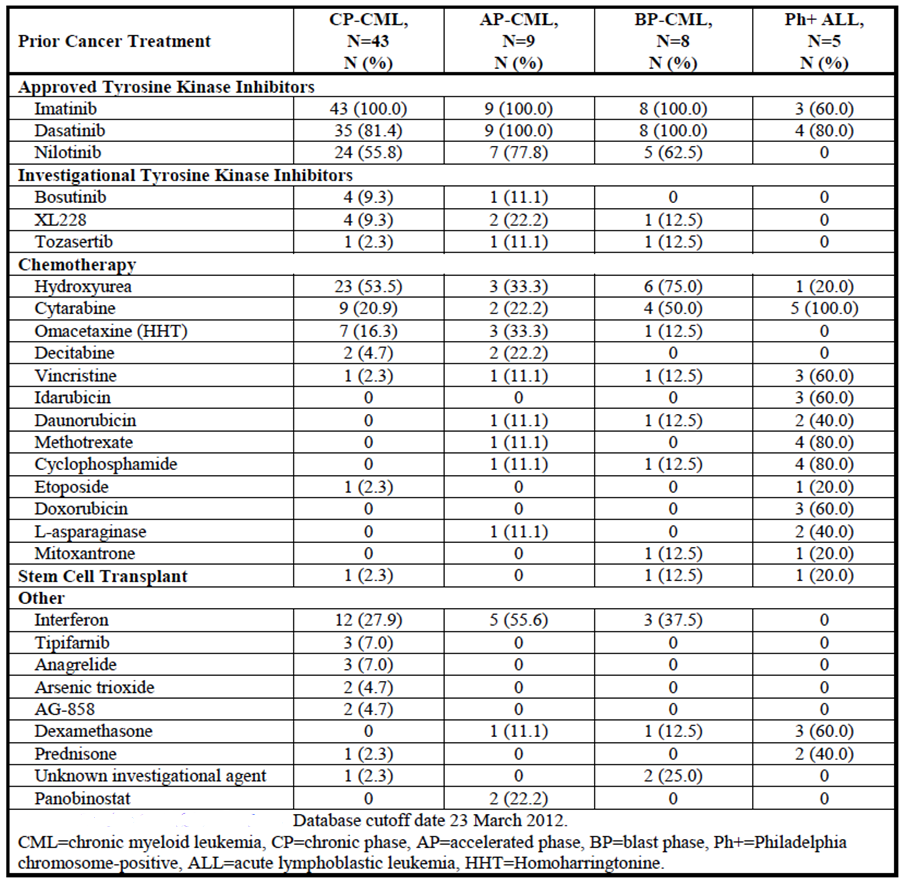 Prior Cancer Treatment CP-CML, N=43 N (%) AP-CML, N=9 N (%) BP-CML, N=8 N (%) Ph+ ALL, N=5 N (%)
Approved Tyrosine Kinase Inhibitors
Imatinib 43 (100.0) 9 (100.0) 8 (100.0) 3 (60.0)
Dasatinib 35 (81.4) 9 (100.0) 8 (100.0) 4 (80.0)
Nilotinib 24 (55.8) 7 (77.8) 5 (62.5) 0
Investigational Tyrosine Kinase Inhibitors
Bosutinib 4 (9.3) 1 (11.1) 0 0
XL228 4 (9.3) 2 (22.2) 1 (12.5) 0
Tozasertib 1 (2.3) 1 (11.1) 1 (12.5) 0
Chemotherapy
Hydroxyurea 23 (53.5) 3 (33.3) 6 (75.0) 1 (20.0)
Cytarabine 9 (20.9) 2 (22.2) 4 (50.0) 5 (100.0)
Omacetaxine (HHT) 7 (16.3) 3 (33.3) 1 (12.5) 0
Decitabine 2 (4.7) 2 (22.2) 0 0
Vincristine 1 (2.3) 1 (11.1) 1 (12.5) 3 (60.0)
Idarubicin 0 0 0 3 (60.0)
Daunorubicin 0 1 (11.1) 1 (12.5) 2 (40.0)
Methotrexate 0 1 (11.1) 0 4 (80.0)
Cyclophosphamide 0 1 (11.1) 1 (12.5) 4 (80.0)
Etoposide 1 (2.3) 0 0 1 (20.0)
Doxorubicin 0 0 0 3 (60.0)
L-asparaginase 0 1 (11.1) 0 2 (40.0)
Mitoxantrone 0 0 1 (12.5) 1 (20.0)
Stem Cell Transplant 1 (2.3) 0 1 (12.5) 1 (20.0)
Other
Interferon 12 (27.9) 5 (55.6) 3 (37.5) 0
Tipifarnib 3 (7.0) 0 0 0
Anagrelide 3 (7.0) 0 0 0
Arsenic trioxide 2 (4.7) 0 0 0
AG-858 2 (4.7) 0 0 0
Dexamethasone 0 1 (11.1) 1 (12.5) 3 (60.0)
Prednisone 1 (2.3) 0 0 2 (40.0)
Unknown investigational agent 1 (2.3) 0 2 (25.0) 0
Panobinostat 0 2 (22.2) 0 0
Database cutoff date 23 March 2012.
CML=chronic myeloid leukemia, CP=chronic phase, AP=accelerated phase, BP=blast phase, Ph+=Philadelphia
chromosome-positive, ALL=acute lymphoblastic leukemia, HHT=Homoharringtonine.